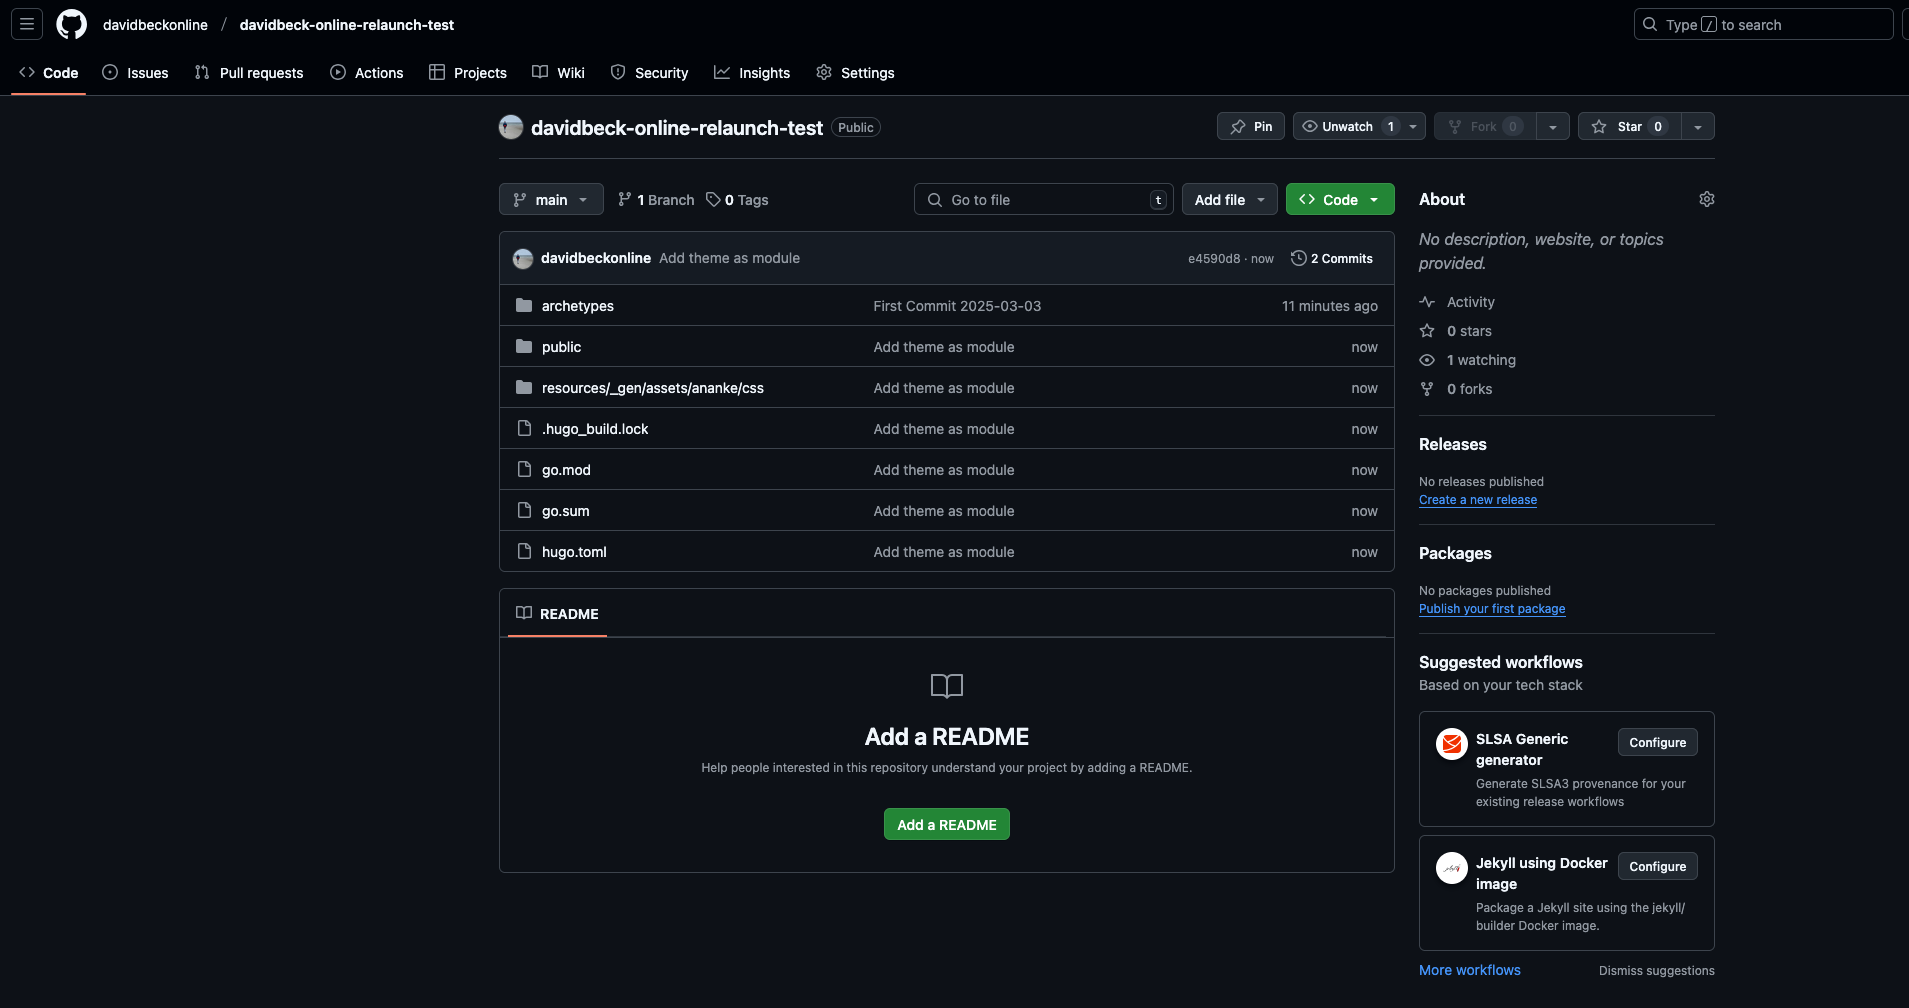 davidbeckonline / davidbeck-online-relaunch-test
Type / to search
Code Issues Pull requests Actions Projects Wiki Security Insights Settings
davidbeck-online-relaunch-test Public
Pin Unwatch 1 Fork 0 Star 0
main 1 Branch 0 Tags Go to file t Add file Code
davidbeckonline Add theme as module e4590d8 · now 2 Commits
archetypes First Commit 2025-03-03 11 minutes ago
public Add theme as module now
resources/_gen/assets/ananke/css Add theme as module now
.hugo_build.lock Add theme as module now
go.mod Add theme as module now
go.sum Add theme as module now
hugo.toml Add theme as module now
README
Add a README
Help people interested in this repository understand your project by adding a README.
Add a README
About
No description, website, or topics
provided.
Activity
0 stars
1 watching
0 forks
Releases
No releases published
Create a new release
Packages
No packages published
Publish your first package
Suggested workflows
Based on your tech stack
SLSA Generic
generator
Configure
Generate SLSA3 provenance for your
existing release workflows
Jekyll using Docker
image
Configure
Package a Jekyll site using the jekyll/
builder Docker image.
More workflows Dismiss suggestions